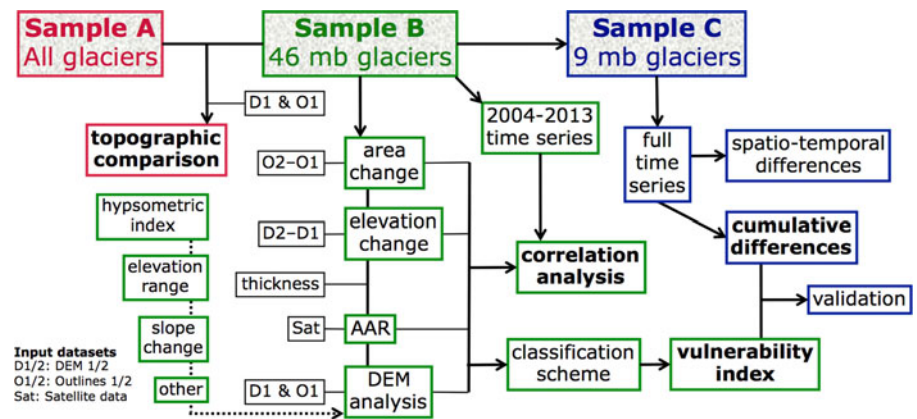 Sample A
All glaciers
Sample B
46 mb glaciers
Sample C
9 mb glaciers
D1 & O1
topographic
comparison
2004-2013
time series
full
time
series
spatio-temporal
differences
O2–O1
area
change
hypsometric
index
D2–D1
elevation
change
cumulative
differences
elevation
range
thickness
correlation
analysis
validation
slope
change
Sat
AAR
classification
scheme
vulnerability
index
Input datasets
D1/2: DEM 1/2
O1/2: Outlines 1/2
Sat: Satellite data
other
D1 & O1
DEM
analysis